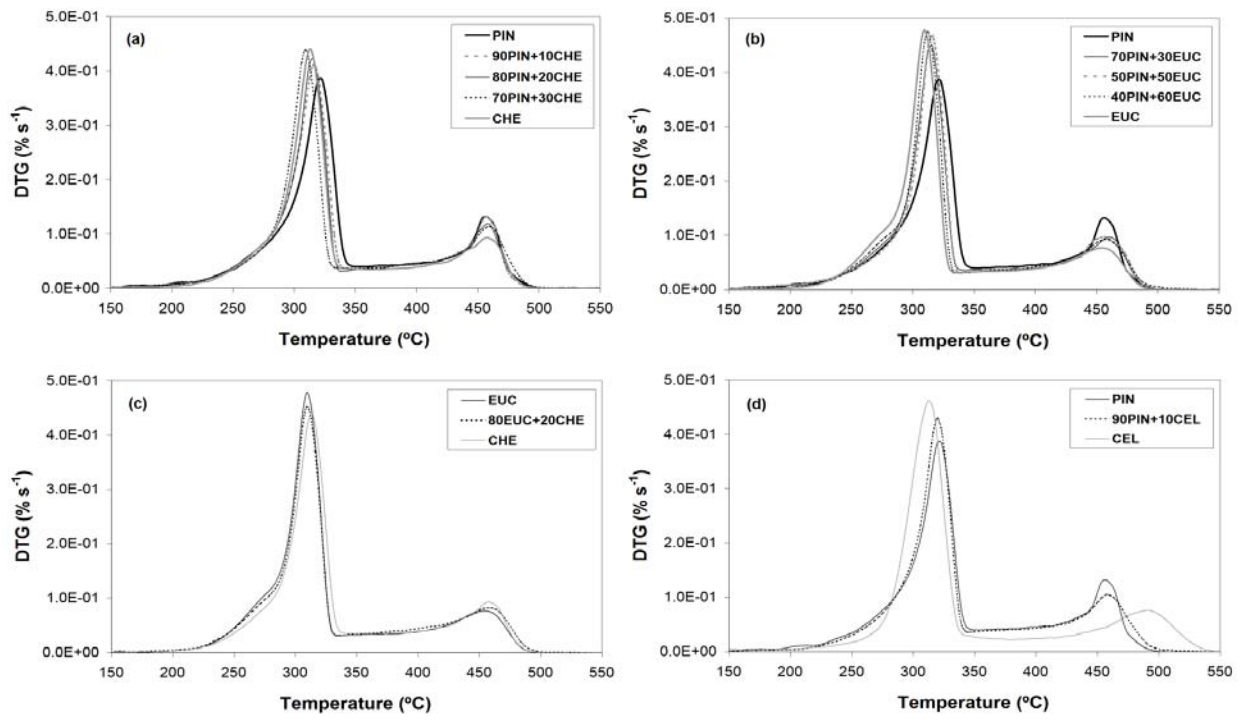 (a)
PIN
90PIN+10CHE
80PIN+20CHE
70PIN+30CHE
CHE
5.0E-01
4.0E-01
3.0E-01
2.0E-01
1.0E-01
0.0E+00
DTG (% s⁻¹)
150 200 250 300 350 400 450 500 550
Temperature (ºC)
(b)
PIN
70PIN+30EUC
50PIN+50EUC
40PIN+60EUC
EUC
5.0E-01
4.0E-01
3.0E-01
2.0E-01
1.0E-01
0.0E+00
DTG (% s⁻¹)
150 200 250 300 350 400 450 500 550
Temperature (ºC)
(c)
EUC
80EUC+20CHE
CHE
5.0E-01
4.0E-01
3.0E-01
2.0E-01
1.0E-01
0.0E+00
DTG (% s⁻¹)
150 200 250 300 350 400 450 500 550
Temperature (ºC)
(d)
PIN
90PIN+10CEL
CEL
5.0E-01
4.0E-01
3.0E-01
2.0E-01
1.0E-01
0.0E+00
DTG (% s⁻¹)
150 200 250 300 350 400 450 500 550
Temperature (ºC)